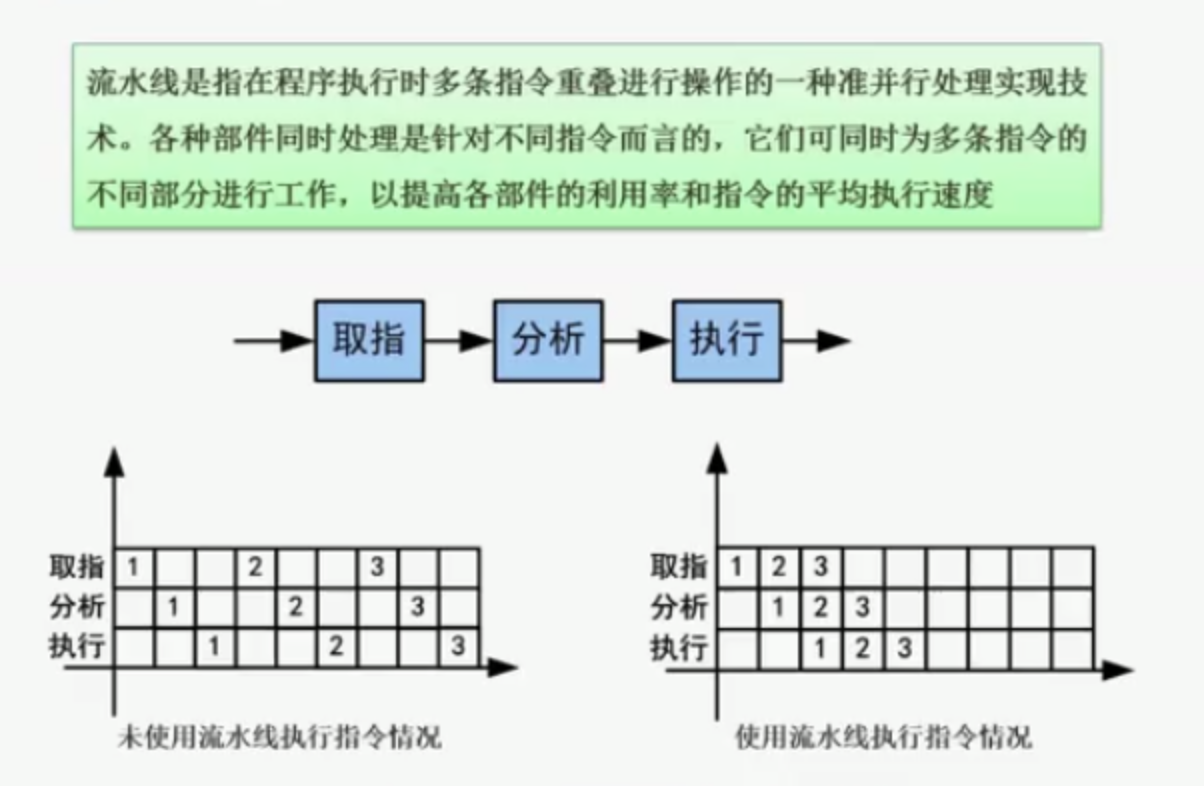 流水线是指在程序执行时多条指令重叠进行操作的一种准并行处理实现技
术。各种部件同时处理是针对不同指令而言的，它们可同时为多条指令的
不同部分进行工作，以提高各部件的利用率和指令的平均执行速度
取指 分析 执行
取指 1 2 3
分析 1 2 3
执行 1 2 3
未使用流水线执行指令情况
取指 1 2 3
分析 1 2 3
执行 1 2 3
使用流水线执行指令情况